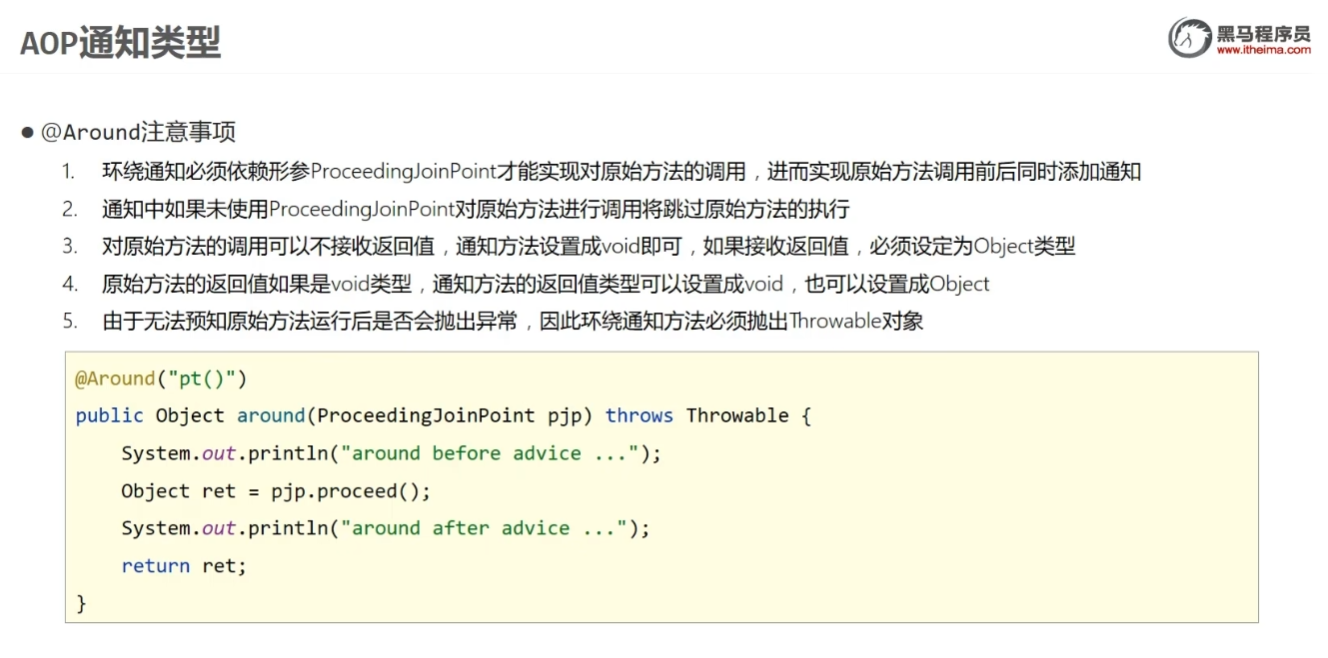 AOP通知类型
黑马程序员
www.itheima.com
● @Around注意事项
1. 环绕通知必须依赖形参ProceedingJoinPoint才能实现对原始方法的调用，进而实现原始方法调用前后同时添加通知
2. 通知中如果未使用ProceedingJoinPoint对原始方法进行调用将跳过原始方法的执行
3. 对原始方法的调用可以不接收返回值，通知方法设置成void即可，如果接收返回值，必须设定为Object类型
4. 原始方法的返回值如果是void类型，通知方法的返回值类型可以设置成void，也可以设置成Object
5. 由于无法预知原始方法运行后是否会抛出异常，因此环绕通知方法必须抛出Throwable对象
@Around("pt()")
public Object around(ProceedingJoinPoint pjp) throws Throwable {
    System.out.println("around before advice ...");
    Object ret = pjp.proceed();
    System.out.println("around after advice ...");
    return ret;
}